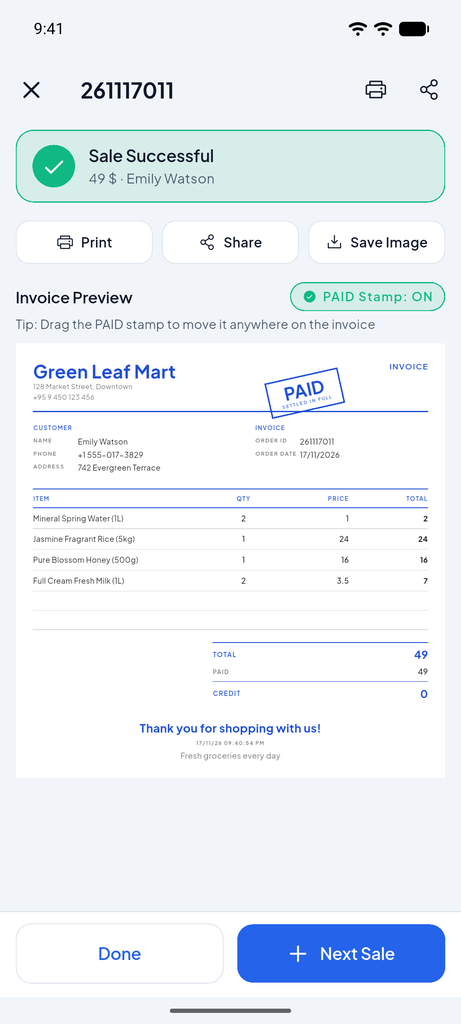 9:41
261117011
Sale Successful
49 $ · Emily Watson
Print
Share
Save Image
Invoice Preview
PAID Stamp: ON
Tip: Drag the PAID stamp to move it anywhere on the invoice
Green Leaf Mart
128 Market Street, Downtown
+95 9 450 123 456
PAID
SETTLED IN FULL
INVOICE
CUSTOMER
NAME Emily Watson
PHONE +1 555-017-3829
ADDRESS 742 Evergreen Terrace
INVOICE
ORDER ID 261117011
ORDER DATE 17/11/2026
ITEM QTY PRICE TOTAL
Mineral Spring Water (1L) 2 1 2
Jasmine Fragrant Rice (5kg) 1 24 24
Pure Blossom Honey (500g) 1 16 16
Full Cream Fresh Milk (1L) 2 3.5 7
TOTAL 49
PAID 49
CREDIT 0
Thank you for shopping with us!
17/11/26 09:40:54 PM
Fresh groceries every day
Done
Next Sale